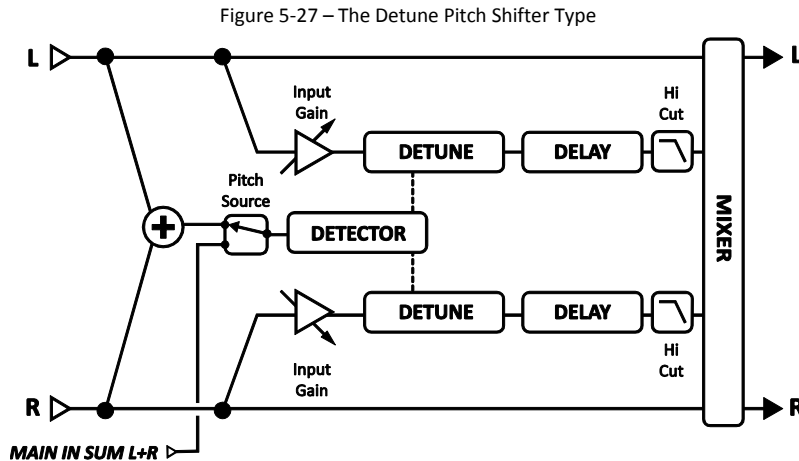 Figure 5-27 – The Detune Pitch Shifter Type
L
L
Input
Gain
Hi
Cut
DETUNE
DELAY
Pitch
Source
+
DETECTOR
MIXER
DETUNE
DELAY
Input
Gain
Hi
Cut
R
R
MAIN IN SUM L+R